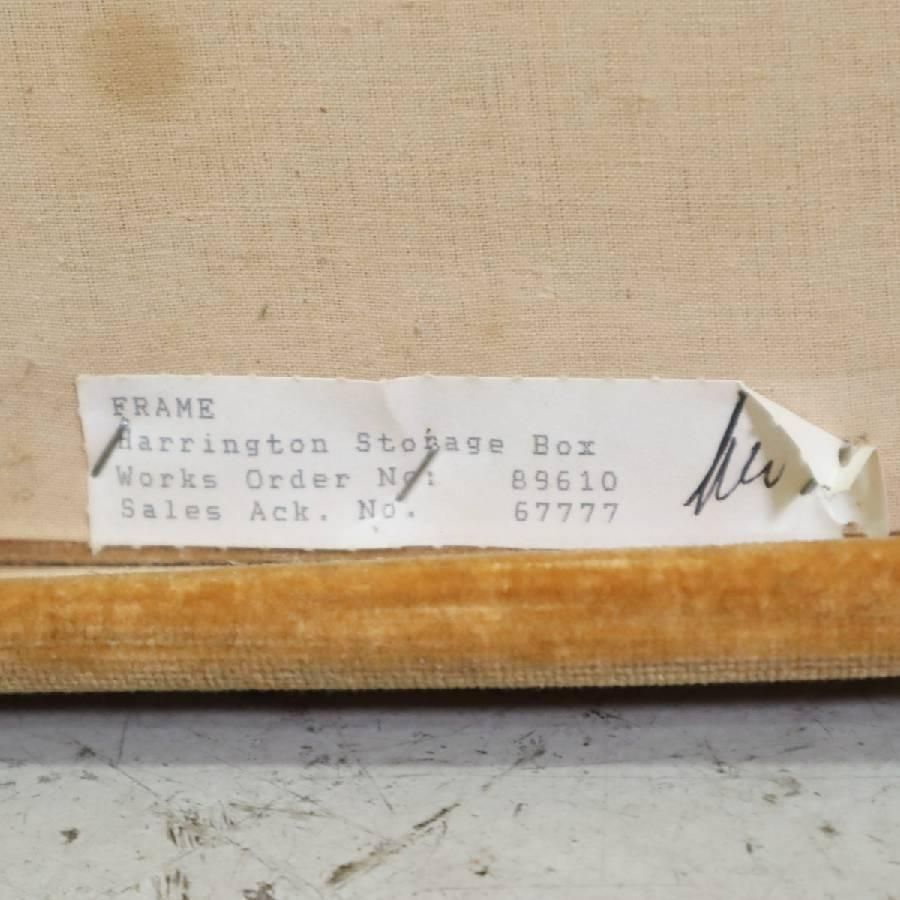 FRAME
Harrington Storage Box
Works Order No: 89610
Sales Ack. No. 67777